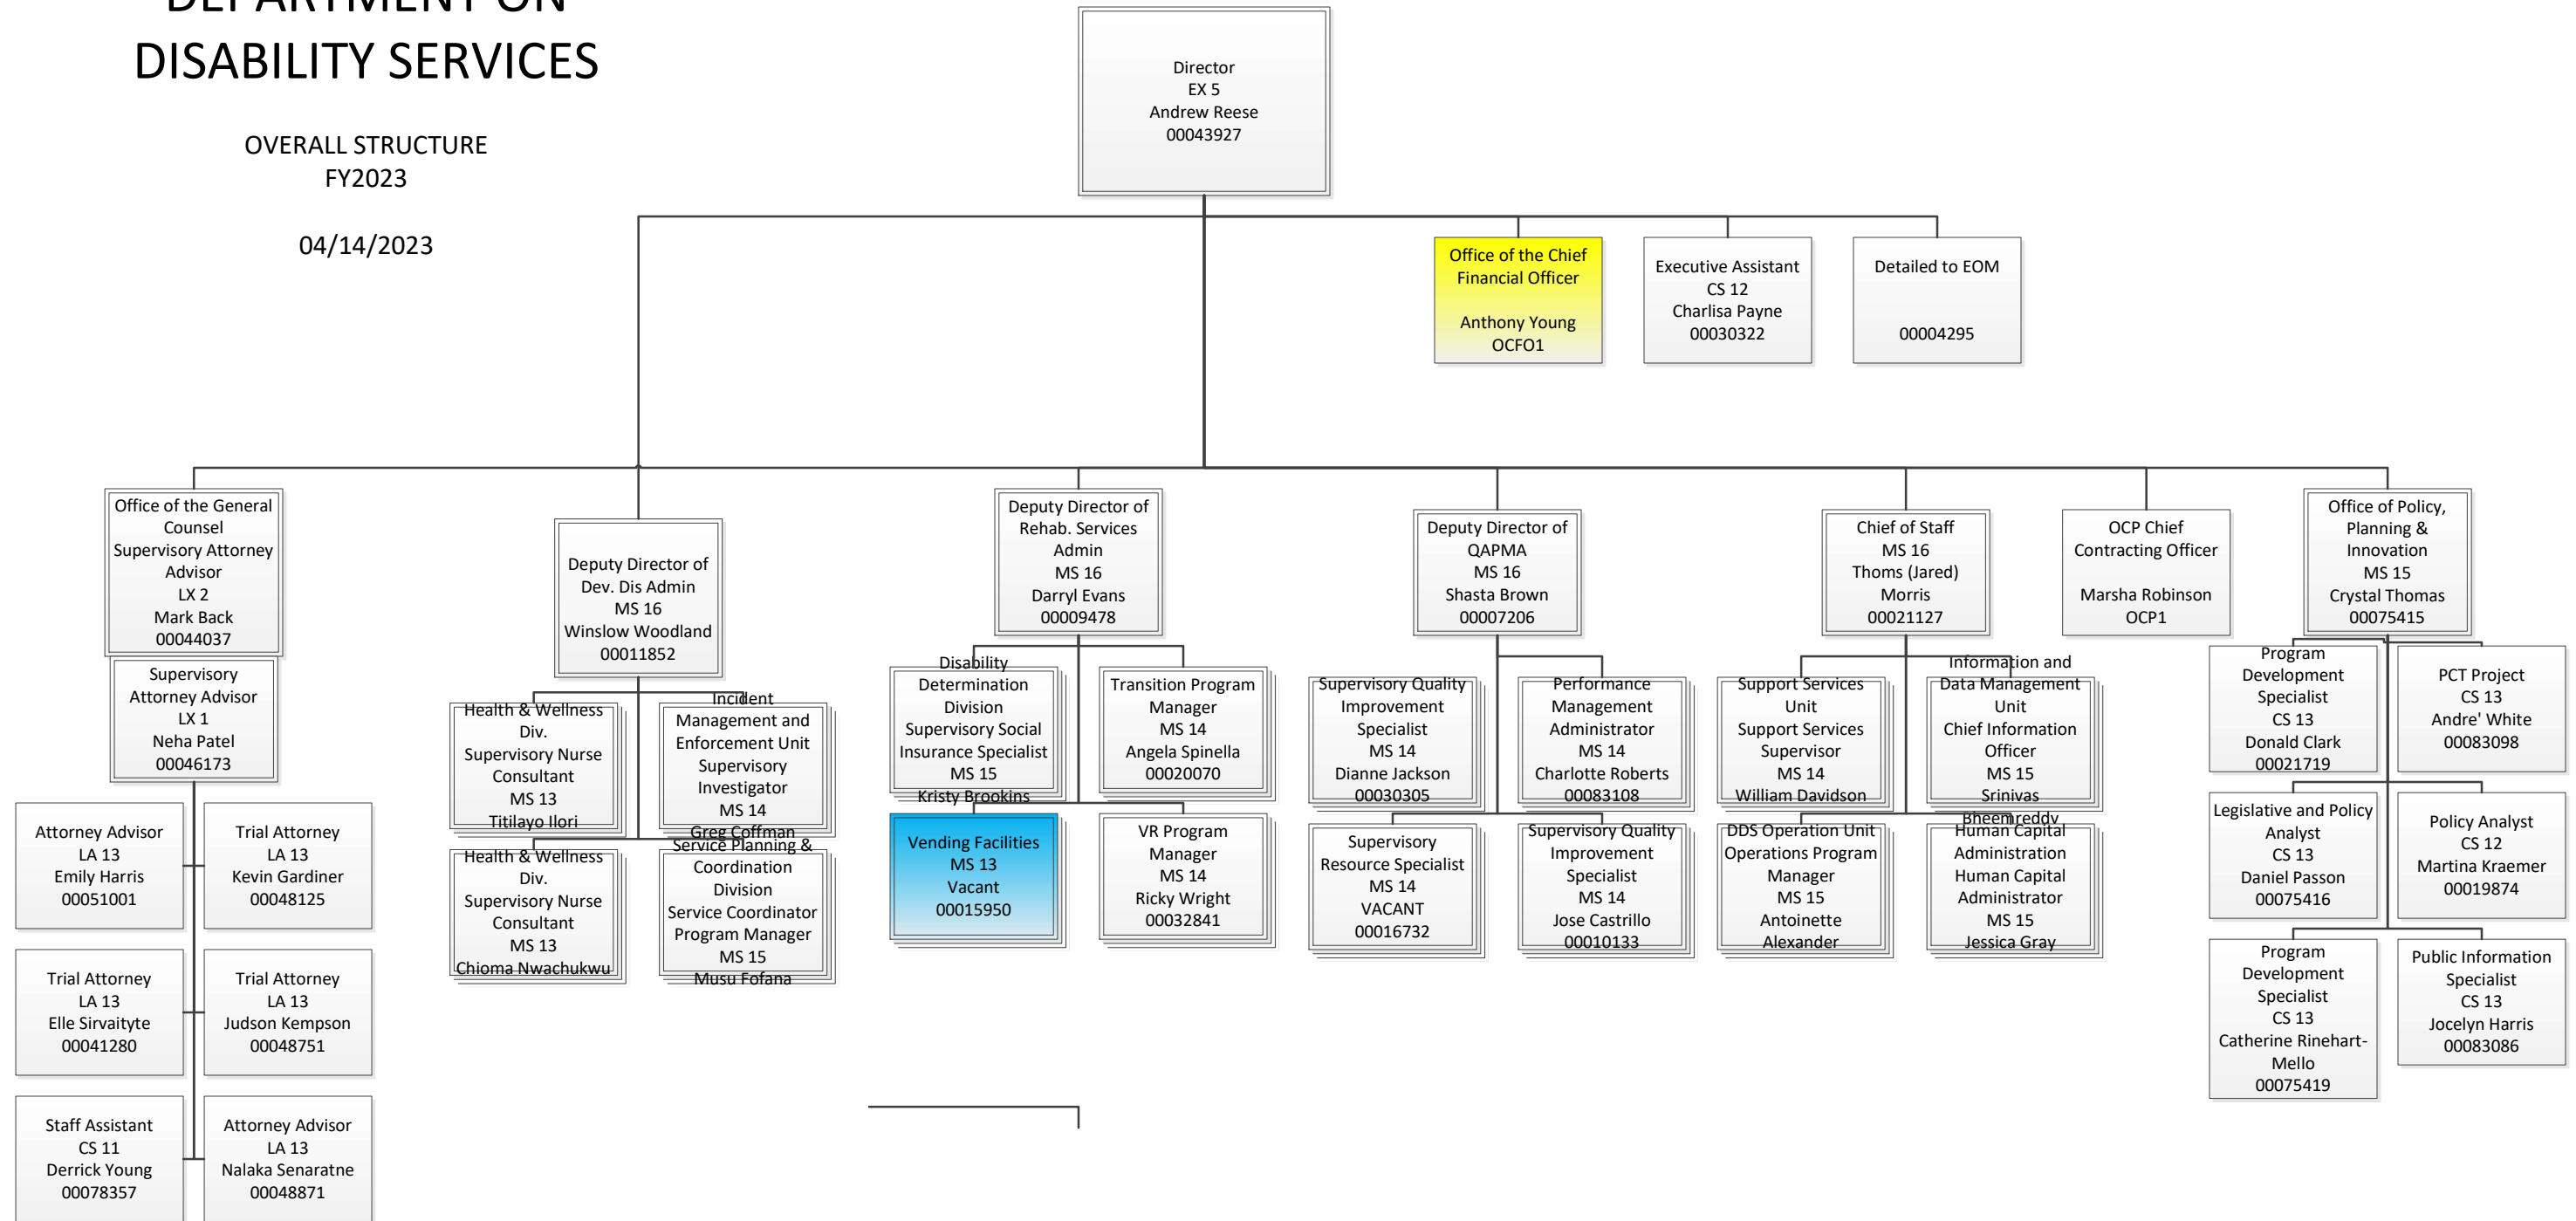 DEPARTMENT ON
DISABILITY SERVICES
OVERALL STRUCTURE
FY2023
04/14/2023
Director
EX 5
Andrew Reese
00043927
Office of the Chief
Financial Officer
Anthony Young
OCFO1
Executive Assistant
CS 12
Charlisa Payne
00030322
Detailed to EOM
00004295
Office of the General
Counsel
Supervisory Attorney
Advisor
LX 2
Mark Back
00044037
Supervisory
Attorney Advisor
LX 1
Neha Patel
00046173
Attorney Advisor
LA 13
Emily Harris
00051001
Trial Attorney
LA 13
Kevin Gardiner
00048125
Trial Attorney
LA 13
Elle Sirvaityte
00041280
Trial Attorney
LA 13
Judson Kempson
00048751
Staff Assistant
CS 11
Derrick Young
00078357
Attorney Advisor
LA 13
Nalaka Senaratne
00048871
Deputy Director of
Dev. Dis Admin
MS 16
Winslow Woodland
00011852
Health & Wellness
Div.
Supervisory Nurse
Consultant
MS 13
Titilayo Ilori
Incident
Management and
Enforcement Unit
Supervisory
Investigator
MS 14
Greg Coffman
Health & Wellness
Div.
Supervisory Nurse
Consultant
MS 13
Chioma Nwachukwu
Service Planning &
Coordination
Division
Service Coordinator
Program Manager
MS 15
Musu Fofana
Deputy Director of
Rehab. Services
Admin
MS 16
Darryl Evans
00009478
Disability
Determination
Division
Supervisory Social
Insurance Specialist
MS 15
Kristy Brookins
Transition Program
Manager
MS 14
Angela Spinella
00020070
Vending Facilities
MS 13
Vacant
00015950
VR Program
Manager
MS 14
Ricky Wright
00032841
Deputy Director of
QAPMA
MS 16
Shasta Brown
00007206
Supervisory Quality
Improvement
Specialist
MS 14
Dianne Jackson
00030305
Performance
Management
Administrator
MS 14
Charlotte Roberts
00083108
Supervisory
Resource Specialist
MS 14
VACANT
00016732
Supervisory Quality
Improvement
Specialist
MS 14
Jose Castrillo
00010133
Chief of Staff
MS 16
Thoms (Jared)
Morris
00021127
Support Services
Unit
Support Services
Supervisor
MS 14
William Davidson
Information and
Data Management
Unit
Chief Information
Officer
MS 15
Srinivas
Bheemreddy
DDS Operation Unit
Operations Program
Manager
MS 15
Antoinette
Alexander
Human Capital
Administration
Human Capital
Administrator
MS 15
Jessica Gray
OCP Chief
Contracting Officer
Marsha Robinson
OCP1
Office of Policy,
Planning &
Innovation
MS 15
Crystal Thomas
00075415
Program
Development
Specialist
CS 13
Donald Clark
00021719
PCT Project
CS 13
Andre' White
00083098
Legislative and Policy
Analyst
CS 13
Daniel Passon
00075416
Policy Analyst
CS 12
Martina Kraemer
00019874
Program
Development
Specialist
CS 13
Catherine Rinehart-
Mello
00075419
Public Information
Specialist
CS 13
Jocelyn Harris
00083086